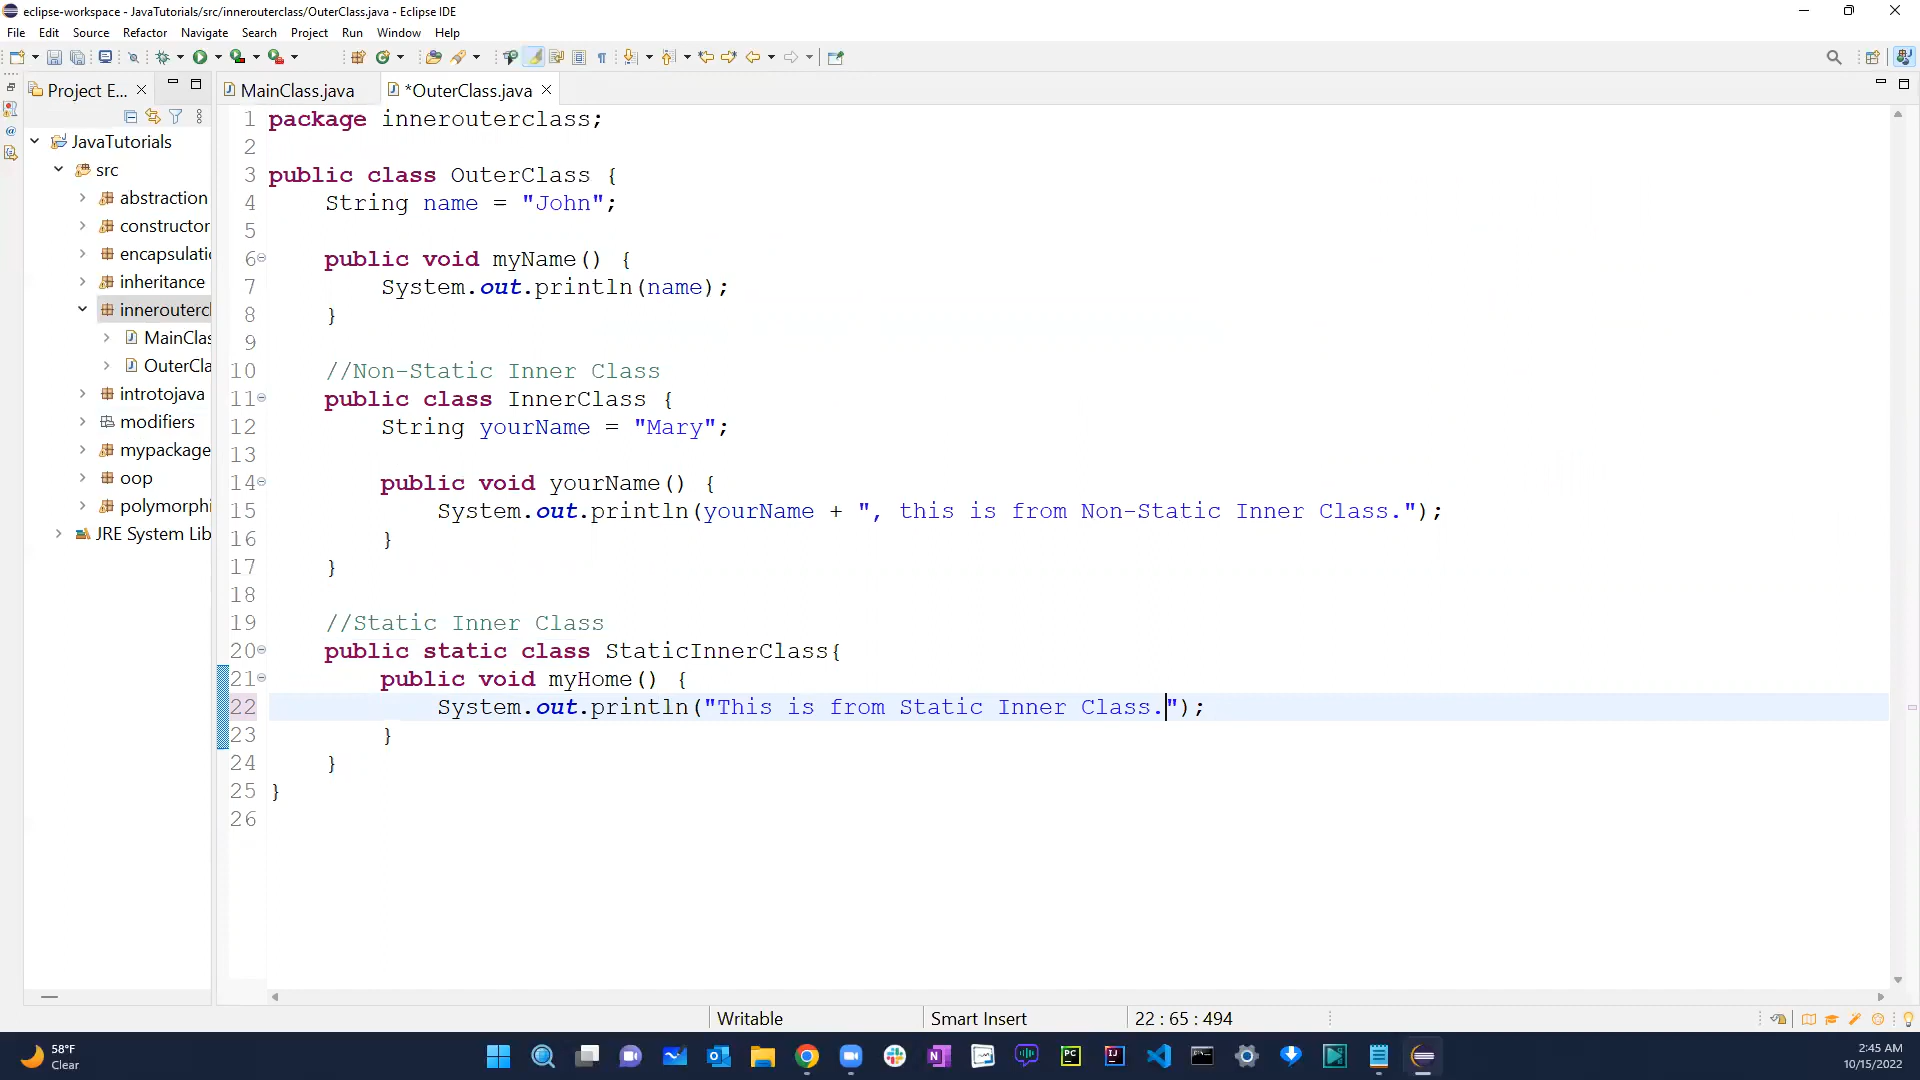 eclipse-workspace - JavaTutorials/src/innerouterclass/OuterClass.java - Eclipse IDE
File Edit Source Refactor Navigate Search Project Run Window Help
Project E...
MainClass.java
*OuterClass.java
JavaTutorials
src
abstraction
constructor
encapsulatic
inheritance
inneroutercl
MainClas
OuterCla
introtojava
modifiers
mypackage
oop
polymorphi
JRE System Lib
1 package innerouterclass;
2
3 public class OuterClass {
4 String name = "John";
5
6 public void myName() {
7 System.out.println(name);
8 }
9
10 //Non-Static Inner Class
11 public class InnerClass {
12 String yourName = "Mary";
13
14 public void yourName() {
15 System.out.println(yourName + ", this is from Non-Static Inner Class.");
16 }
17 }
18
19 //Static Inner Class
20 public static class StaticInnerClass{
21 public void myHome() {
22 System.out.println("This is from Static Inner Class.");
23 }
24 }
25 }
26
Writable Smart Insert 22 : 65 : 494
58°F
Clear
2:45 AM
10/15/2022